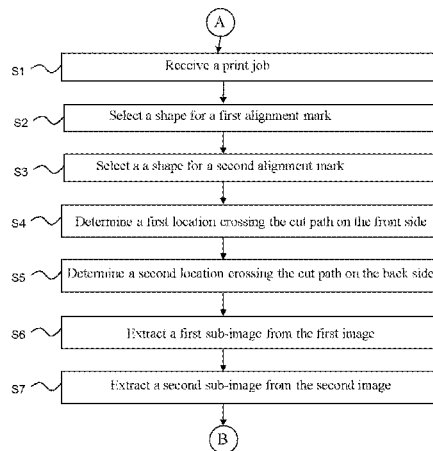 A
S1 Receive a print job
S2 Select a shape for a first alignment mark
S3 Select a a shape for a second alignment mark
S4 Determine a first location crossing the cut path on the front side
S5 Determine a second location crossing the cut path on the back side
S6 Extract a first sub-image from the first image
S7 Extract a second sub-image from the second image
B